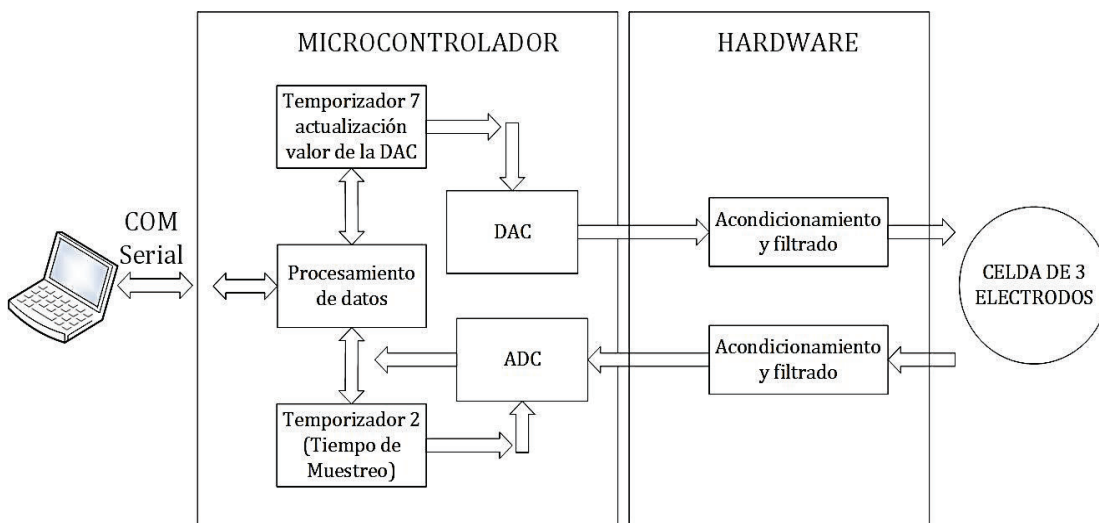 MICROCONTROLADOR
HARDWARE
Temporizador 7
actualización
valor de la DAC
COM
Serial
DAC
Acondicionamiento
y filtrado
Procesamiento
de datos
CELDA DE 3
ELECTRODOS
ADC
Acondicionamiento
y filtrado
Temporizador 2
(Tiempo de
Muestreo)